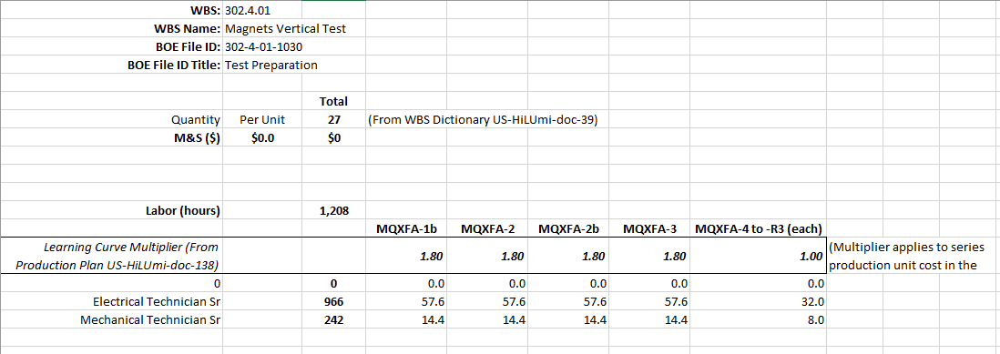 WBS: 302.4.01
WBS Name: Magnets Vertical Test
BOE File ID: 302-4-01-1030
BOE File ID Title: Test Preparation
Total
Quantity Per Unit 27 (From WBS Dictionary US-HiLUmi-doc-39)
M&S ($) $0.0 $0
Labor (hours) 1,208
MQXFA-1b MQXFA-2 MQXFA-2b MQXFA-3 MQXFA-4 to -R3 (each)
Learning Curve Multiplier (From
Production Plan US-HiLUmi-doc-138) 1.80 1.80 1.80 1.80 1.00
(Multiplier applies to series
production unit cost in the
0 0 0.0 0.0 0.0 0.0 0.0
Electrical Technician Sr 966 57.6 57.6 57.6 57.6 32.0
Mechanical Technician Sr 242 14.4 14.4 14.4 14.4 8.0